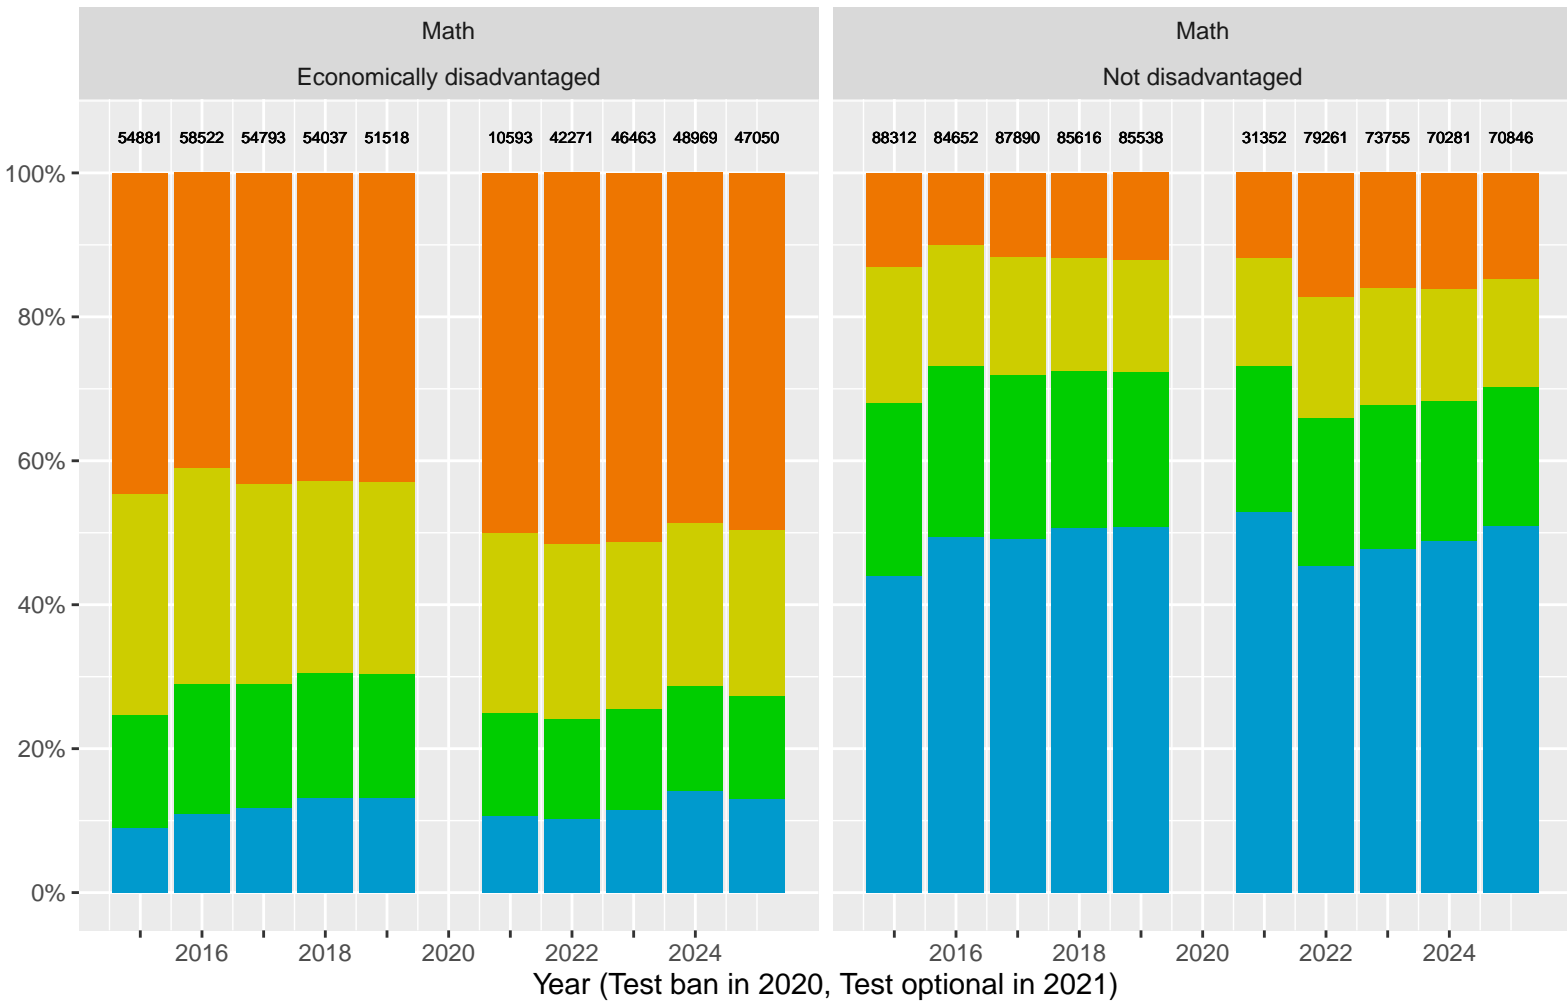 Math
Economically disadvantaged
Math
Not disadvantaged
54881 58522 54793 54037 51518 10593 42271 46463 48969 47050
88312 84652 87890 85616 85538 31352 79261 73755 70281 70846
100%
80%
60%
40%
20%
0%
2016 2018 2020 2022 2024
2016 2018 2020 2022 2024
Year (Test ban in 2020, Test optional in 2021)